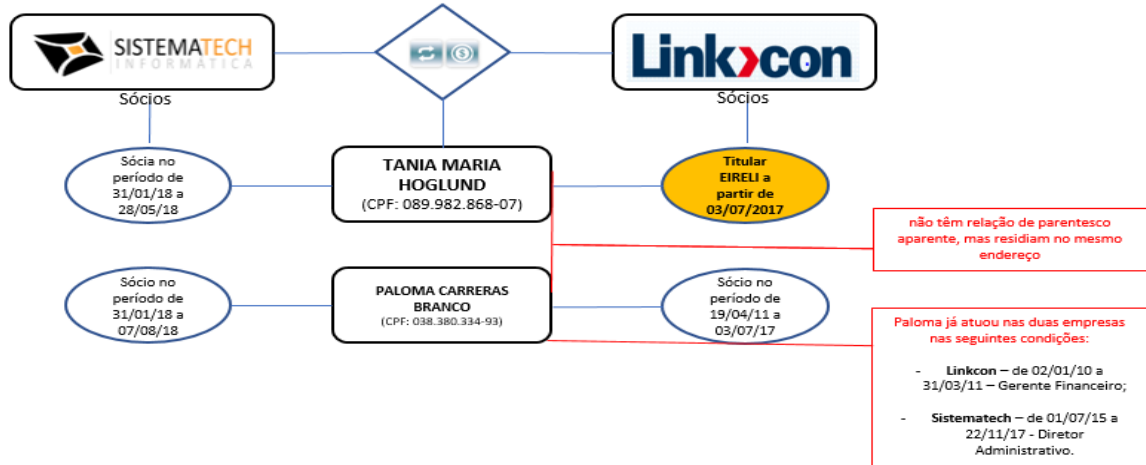 SISTEMATECH
INFORMÁTICA
Link>con
Sócios
Sócios
Sócia no
período de
31/01/18 a
28/05/18
TANIA MARIA
HOGLUND
(CPF: 089.982.868-07)
Titular
EIRELI a
partir de
03/07/2017
não têm relação de parentesco
aparente, mas residiam no mesmo
endereço
Sócio no
período de
31/01/18 a
07/08/18
PALOMA CARRERAS
BRANCO
(CPF: 038.380.334-93)
Sócio no
período de
19/04/11 a
03/07/17
Paloma já atuou nas duas empresas
nas seguintes condições:
- Linkcon – de 02/01/10 a
31/03/11 – Gerente Financeiro;
- Sistematech – de 01/07/15 a
22/11/17 - Diretor
Administrativo.